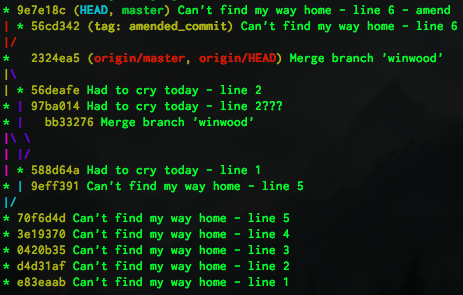 * 9e7e18c (HEAD, master) Can't find my way home - line 6 - amend
| * 56cd342 (tag: amended_commit) Can't find my way home - line 6
|/
*   2324ea5 (origin/master, origin/HEAD) Merge branch 'winwood'
|\
| * 56deafe Had to cry today - line 2
* | 97ba014 Had to cry today - line 2???
* |   bb33276 Merge branch 'winwood'
|\ \
| |/
| * 588d64a Had to cry today - line 1
* | 9eff391 Can't find my way home - line 5
|/
* 70f6d4d Can't find my way home - line 5
* 3e19370 Can't find my way home - line 4
* 0420b35 Can't find my way home - line 3
* d4d31af Can't find my way home - line 2
* e83eaab Can't find my way home - line 1